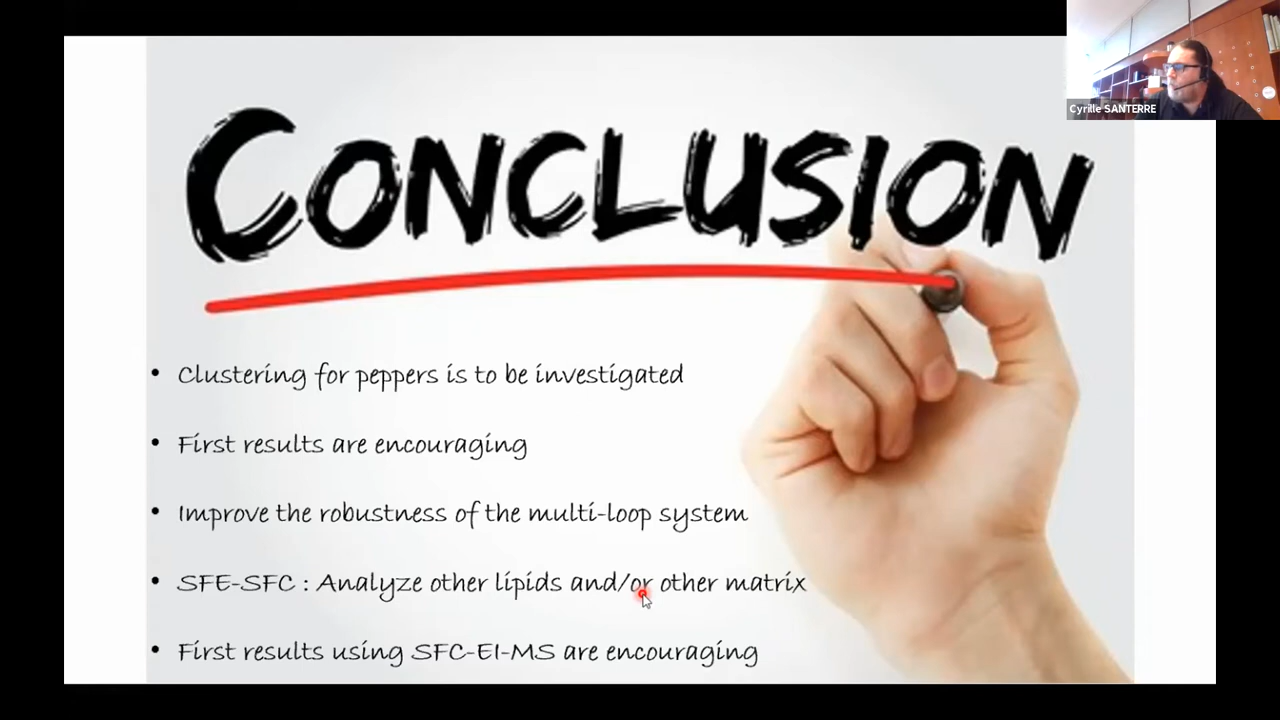 Cyrille SANTERRE
CONCLUSION
• Clustering for peppers is to be investigated
• First results are encouraging
• Improve the robustness of the multi-loop system
• SFE-SFC : Analyze other lipids and/or other matrix
• First results using SFC-EI-MS are encouraging